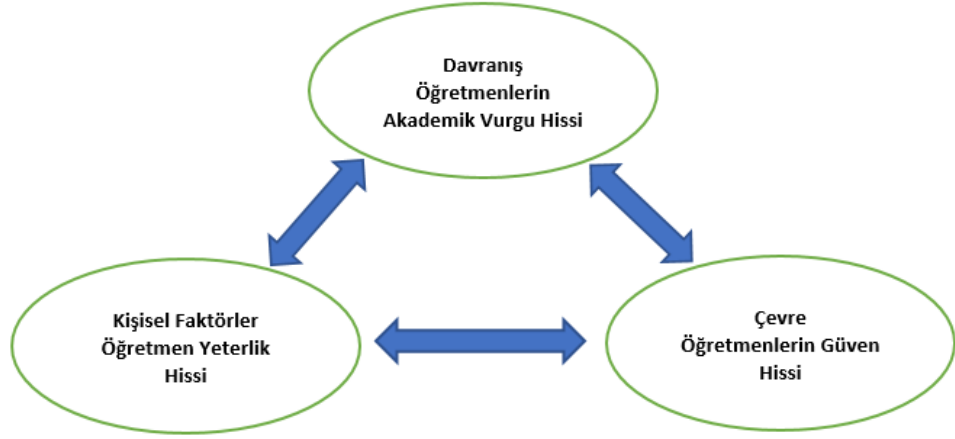 Davranış
Öğretmenlerin
Akademik Vurgu Hissi
Kişisel Faktörler
Öğretmen Yeterlik
Hissi
Çevre
Öğretmenlerin Güven
Hissi